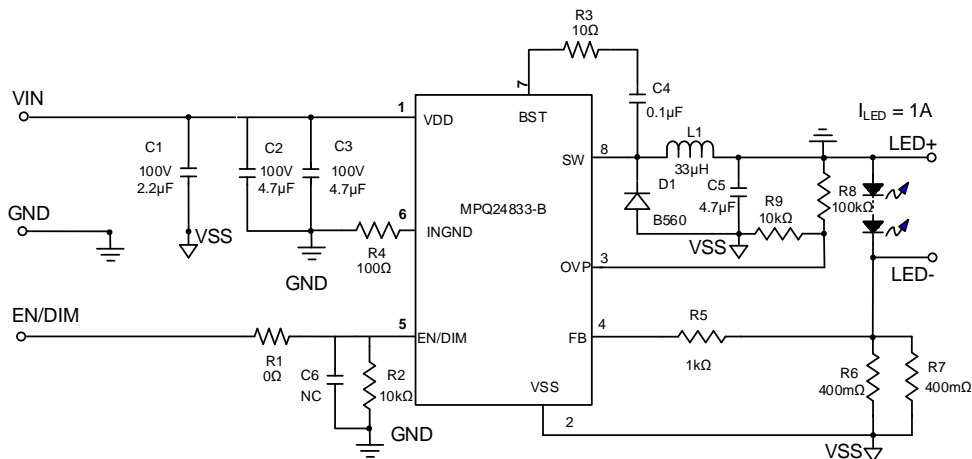 R3
10Ω
7
BST
C4
0.1µF
I_LED = 1A
VIN
1
VDD
C1
100V
2.2µF
C2
100V
4.7µF
C3
100V
4.7µF
SW
8
L1
33µH
LED+
D1
B560
C5
4.7µF
R9
10kΩ
R8
100kΩ
MPQ24833-B
GND
VSS
6
INGND
R4
100Ω
GND
VSS
OVP
3
LED-
EN/DIM
5
EN/DIM
FB
4
R5
1kΩ
R1
0Ω
C6
NC
R2
10kΩ
R6
400mΩ
R7
400mΩ
VSS
2
GND
VSS